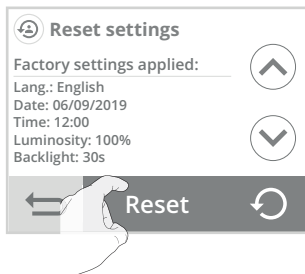 Reset settings
Factory settings applied:
Lang.: English
Date: 06/09/2019
Time: 12:00
Luminosity: 100%
Backlight: 30s
Reset